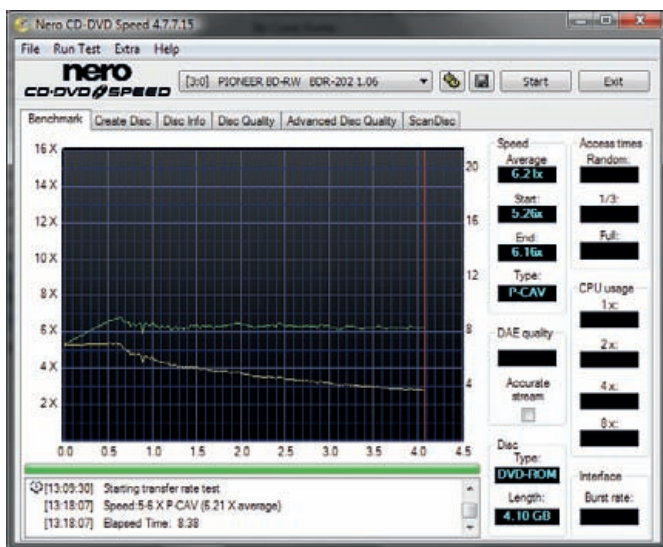 Nero CD-DVD Speed 4.7.7.15
File Run Test Extra Help
nero
CD·DVD SPEED
[3:0] PIONEER BD-RW BDR-202 1.06
Start
Exit
Benchmark Create Disc Disc Info Disc Quality Advanced Disc Quality ScanDisc
16 X
14 X
12 X
10 X
8 X
6 X
4 X
2 X
20
16
12
8
4
0.0 0.5 1.0 1.5 2.0 2.5 3.0 3.5 4.0 4.5
Speed
Average
6.21x
Start:
5.26x
End:
6.16x
Type:
P-CAV
DAE quality
Accurate
stream
Disc
Type:
DVD-ROM
Length:
4.10 GB
Access times
Random:
1/3:
Full:
CPU usage
1 x:
2 x:
4 x:
8 x:
Interface
Burst rate:
[13:09:30] Starting transfer rate test
[13:18:07] Speed:5-6 X P-CAV (6.21 X average)
[13:18:07] Elapsed Time: 8:38